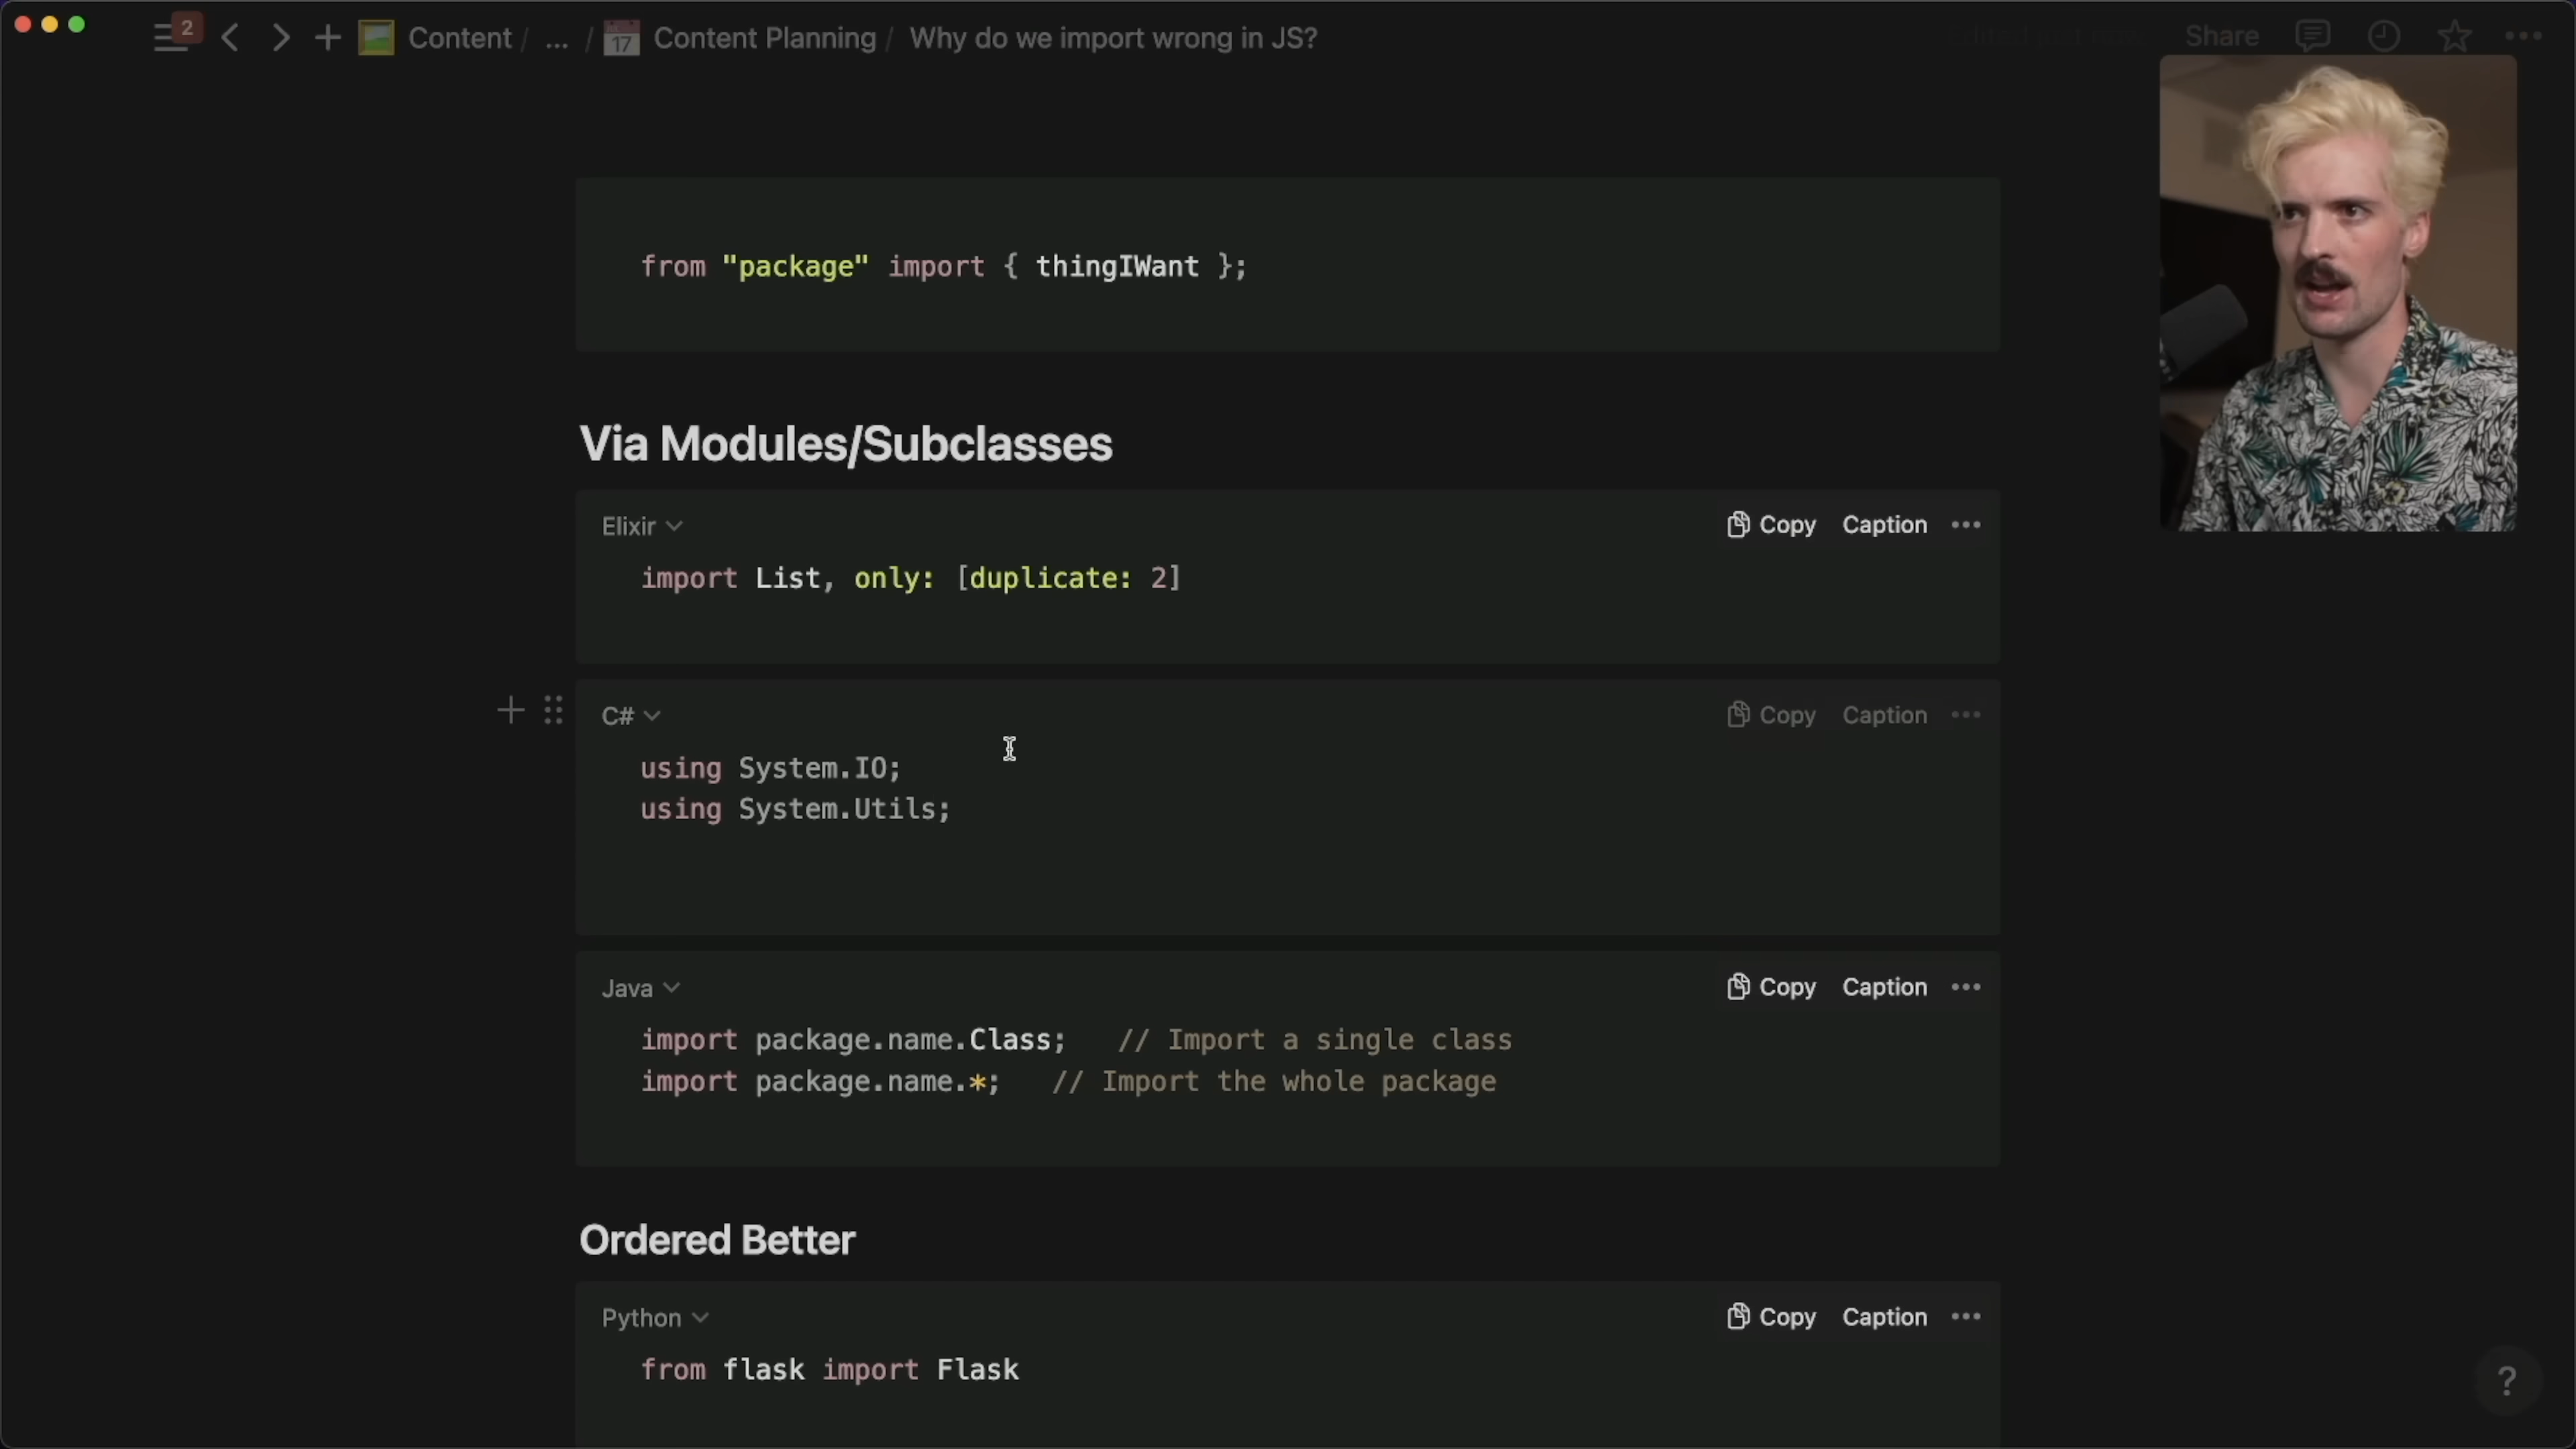 2
Content / ... / 17 Content Planning / Why do we import wrong in JS?
Share
from "package" import { thingIWant };
Via Modules/Subclasses
Elixir
Copy Caption
import List, only: [duplicate: 2]
C#
Copy Caption
using System.IO;
using System.Utils;
Java
Copy Caption
import package.name.Class; // Import a single class
import package.name.*; // Import the whole package
Ordered Better
Python
Copy Caption
from flask import Flask
?